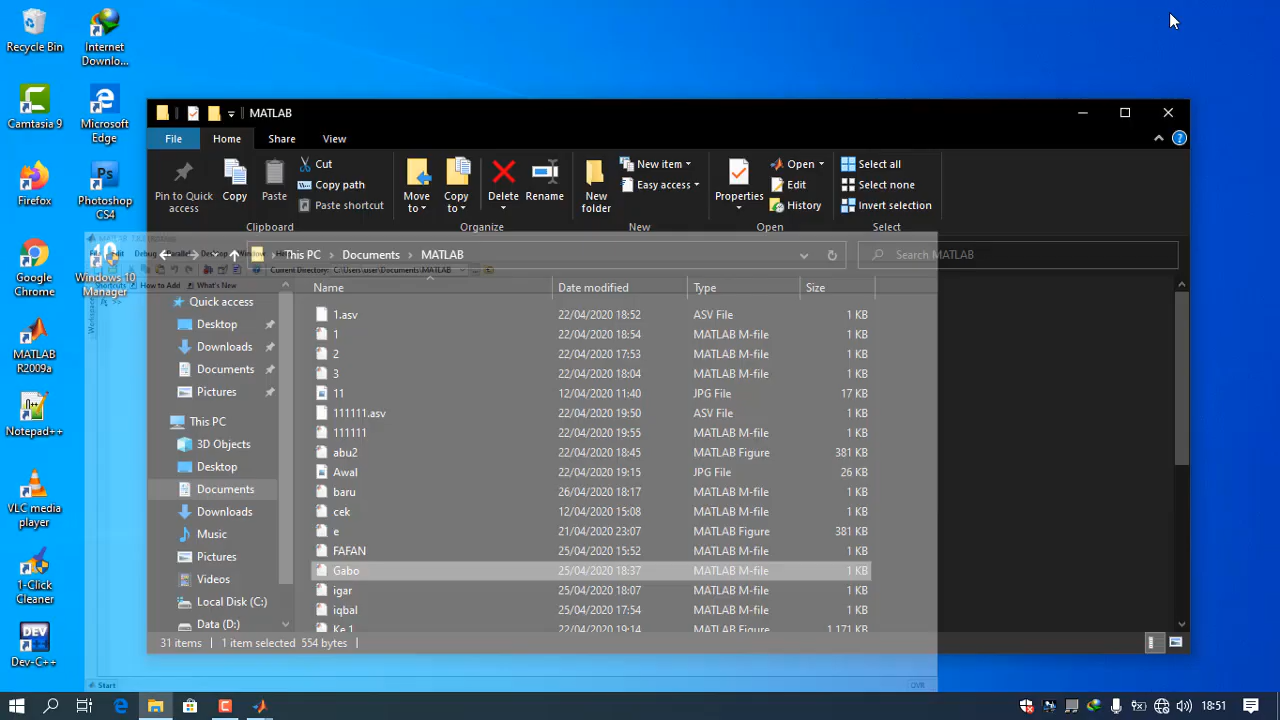 Recycle Bin
Internet Downlo...
Camtasia 9
Microsoft Edge
Firefox
Photoshop CS4
Google Chrome
Windows 10 Manager
MATLAB R2009a
Notepad++
VLC media player
1-Click Cleaner
Dev-C++
MATLAB
File Home Share View
Pin to Quick access
Copy
Paste
Cut
Copy path
Paste shortcut
Clipboard
Move to
Copy to
Delete
Rename
Organize
New folder
New item
Easy access
New
Properties
Open
Edit
History
Open
Select all
Select none
Invert selection
Select
This PC Documents MATLAB
Search MATLAB
Current Directory: C:\Users\user\Documents\MATLAB
Shortcuts How to Add What's New
Quick access
Desktop
Downloads
Documents
Pictures
This PC
3D Objects
Desktop
Documents
Downloads
Music
Pictures
Videos
Local Disk (C:)
Data (D:)
Name Date modified Type Size
1.asv 22/04/2020 18:52 ASV File 1 KB
1 22/04/2020 18:54 MATLAB M-file 1 KB
2 22/04/2020 17:53 MATLAB M-file 1 KB
3 22/04/2020 18:04 MATLAB M-file 1 KB
11 12/04/2020 11:40 JPG File 17 KB
111111.asv 22/04/2020 19:50 ASV File 1 KB
111111 22/04/2020 19:55 MATLAB M-file 1 KB
abu2 22/04/2020 18:45 MATLAB Figure 381 KB
Awal 22/04/2020 19:15 JPG File 26 KB
baru 26/04/2020 18:17 MATLAB M-file 1 KB
cek 12/04/2020 15:08 MATLAB M-file 1 KB
e 21/04/2020 23:07 MATLAB Figure 381 KB
FAFAN 25/04/2020 15:52 MATLAB M-file 1 KB
Gabo 25/04/2020 18:37 MATLAB M-file 1 KB
igar 25/04/2020 18:07 MATLAB M-file 1 KB
iqbal 25/04/2020 17:54 MATLAB M-file 1 KB
Ke 1 22/04/2020 19:14 MATLAB Figure 1.171 KB
31 items 1 item selected 554 bytes
Start
OVR
18:51